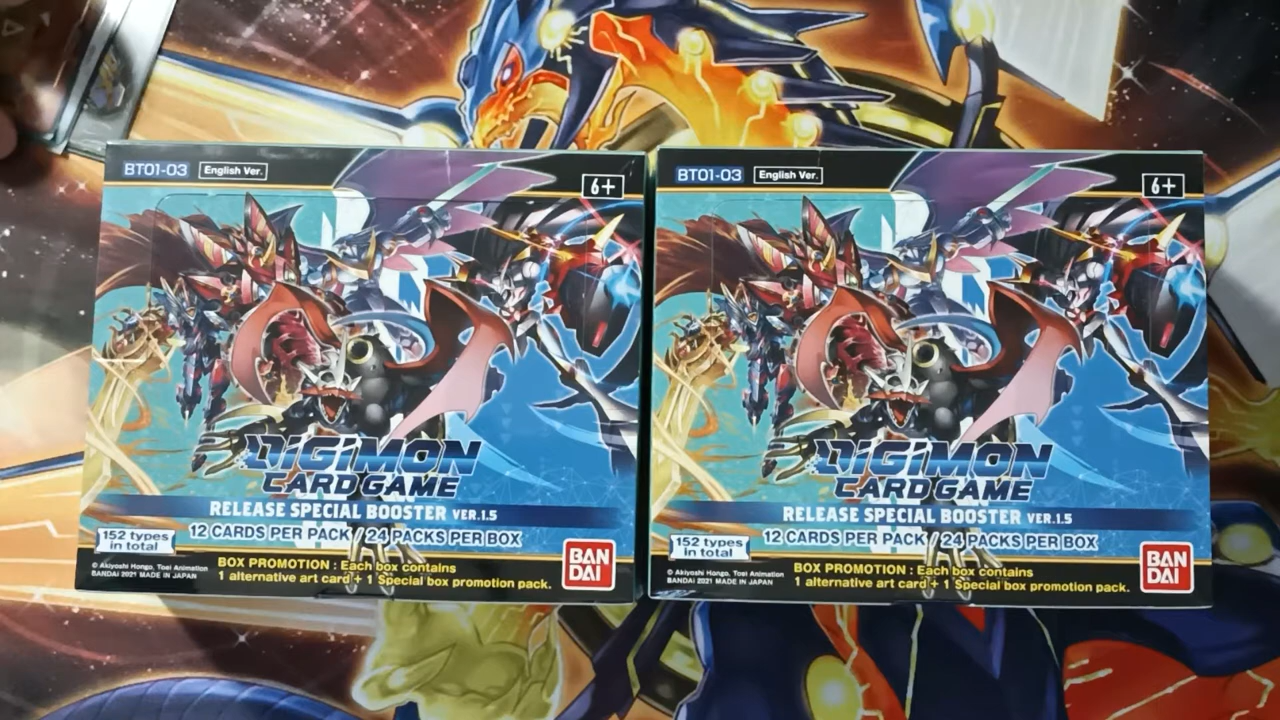 BT01-03 English Ver.
6+
DIGIMON
CARD GAME
RELEASE SPECIAL BOOSTER VER.1.5
152 types
in total
12 CARDS PER PACK / 24 PACKS PER BOX
© Akiyoshi Hongo, Toei Animation
BANDAI 2021 MADE IN JAPAN
BOX PROMOTION : Each box contains
1 alternative art card + 1 Special box promotion pack.
BAN
DAI
BT01-03 English Ver.
6+
DIGIMON
CARD GAME
RELEASE SPECIAL BOOSTER VER.1.5
152 types
in total
12 CARDS PER PACK / 24 PACKS PER BOX
© Akiyoshi Hongo, Toei Animation
BANDAI 2021 MADE IN JAPAN
BOX PROMOTION : Each box contains
1 alternative art card + 1 Special box promotion pack.
BAN
DAI